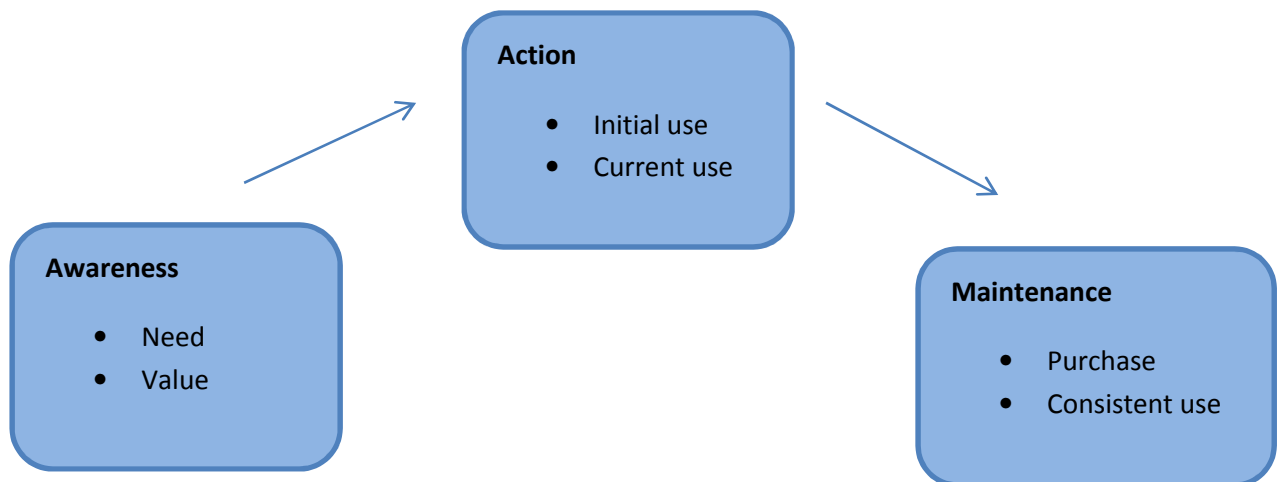 Awareness
• Need
• Value
Action
• Initial use
• Current use
Maintenance
• Purchase
• Consistent use